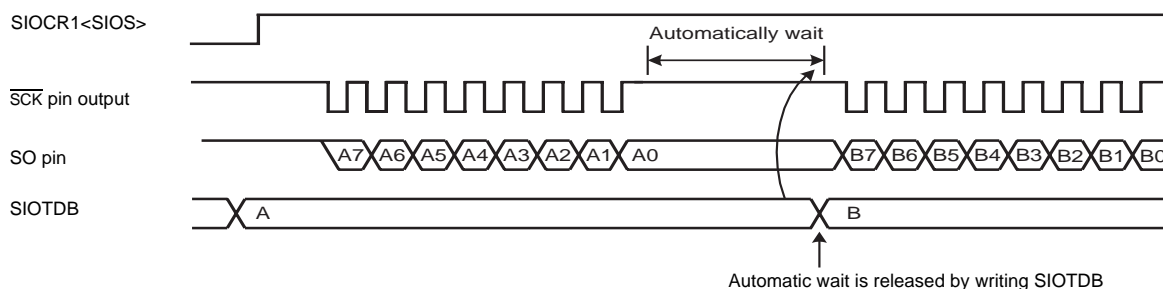 SIOCR1<SIOS>
Automatically wait
SCK pin output
SO pin
A7 A6 A5 A4 A3 A2 A1 A0 B7 B6 B5 B4 B3 B2 B1 B0
SIOTDB
A B
Automatic wait is released by writing SIOTDB